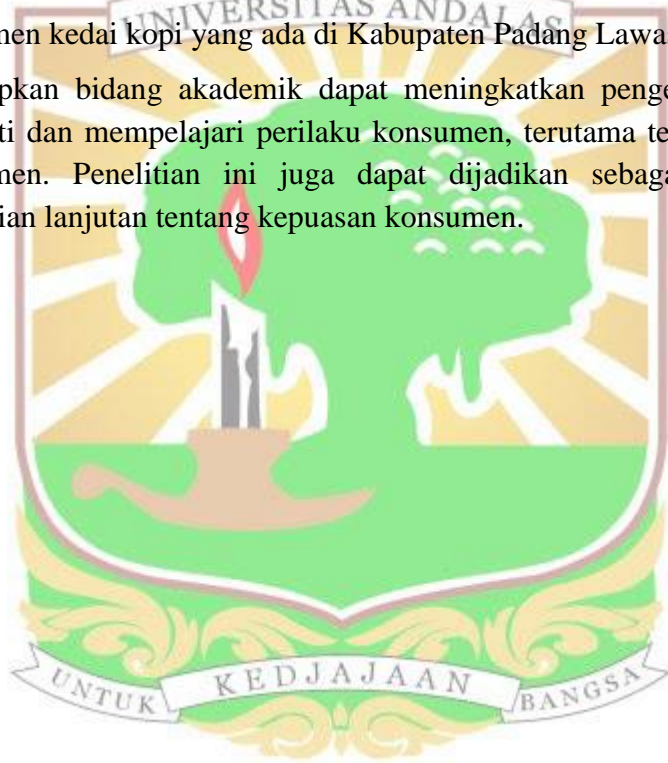 UNIVERSITAS ANDALAS
men kedai kopi yang ada di Kabupaten Padang Lawas
pkan bidang akademik dapat meningkatkan penge
ti dan mempelajari perilaku konsumen, terutama te
men. Penelitian ini juga dapat dijadikan sebaga
ian lanjutan tentang kepuasan konsumen.
UNTUK KEDJAJAAN BANGSA